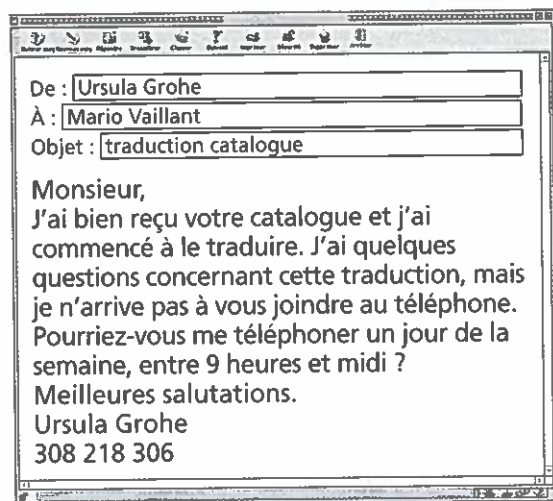 De : Ursula Grohe
À : Mario Vaillant
Objet : traduction catalogue
Monsieur,
J'ai bien reçu votre catalogue et j'ai
commencé à le traduire. J'ai quelques
questions concernant cette traduction, mais
je n'arrive pas à vous joindre au téléphone.
Pourriez-vous me téléphoner un jour de la
semaine, entre 9 heures et midi ?
Meilleures salutations.
Ursula Grohe
308 218 306